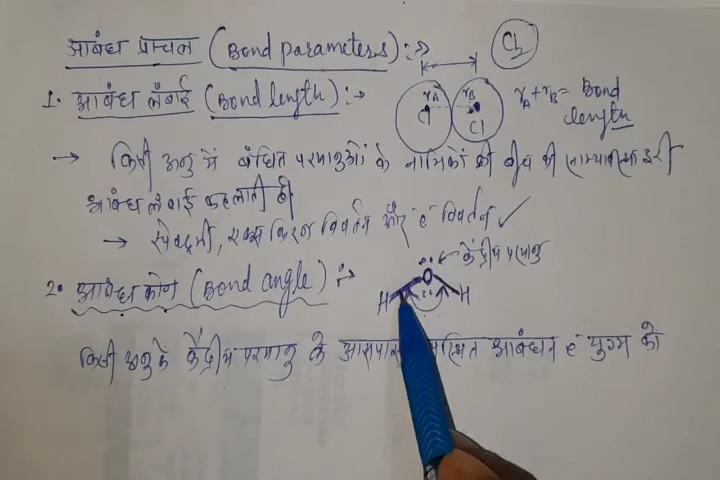 आबंध प्राचल (Bond parameters) :→
Cl₂
1. आबंध लंबाई (Bond length) :→
rA rB
Cl Cl
rA + rB = Bond length
→ किसी अनु में बंधित परमाणुओं के नाभिकों की बीच की साम्यावस्था दूरी
आबंध लंबाई कहलाती है।
→ स्पेक्ट्रमी, एक्स किरण विवर्तन और e⁻ विवर्तन ✓
2. आबंध कोण (Bond angle) :→
केंद्रीय परमाणु
O
H H
किसी अनु के केंद्रीय परमाणु के आसपास आबंधन e⁻ युग्म को